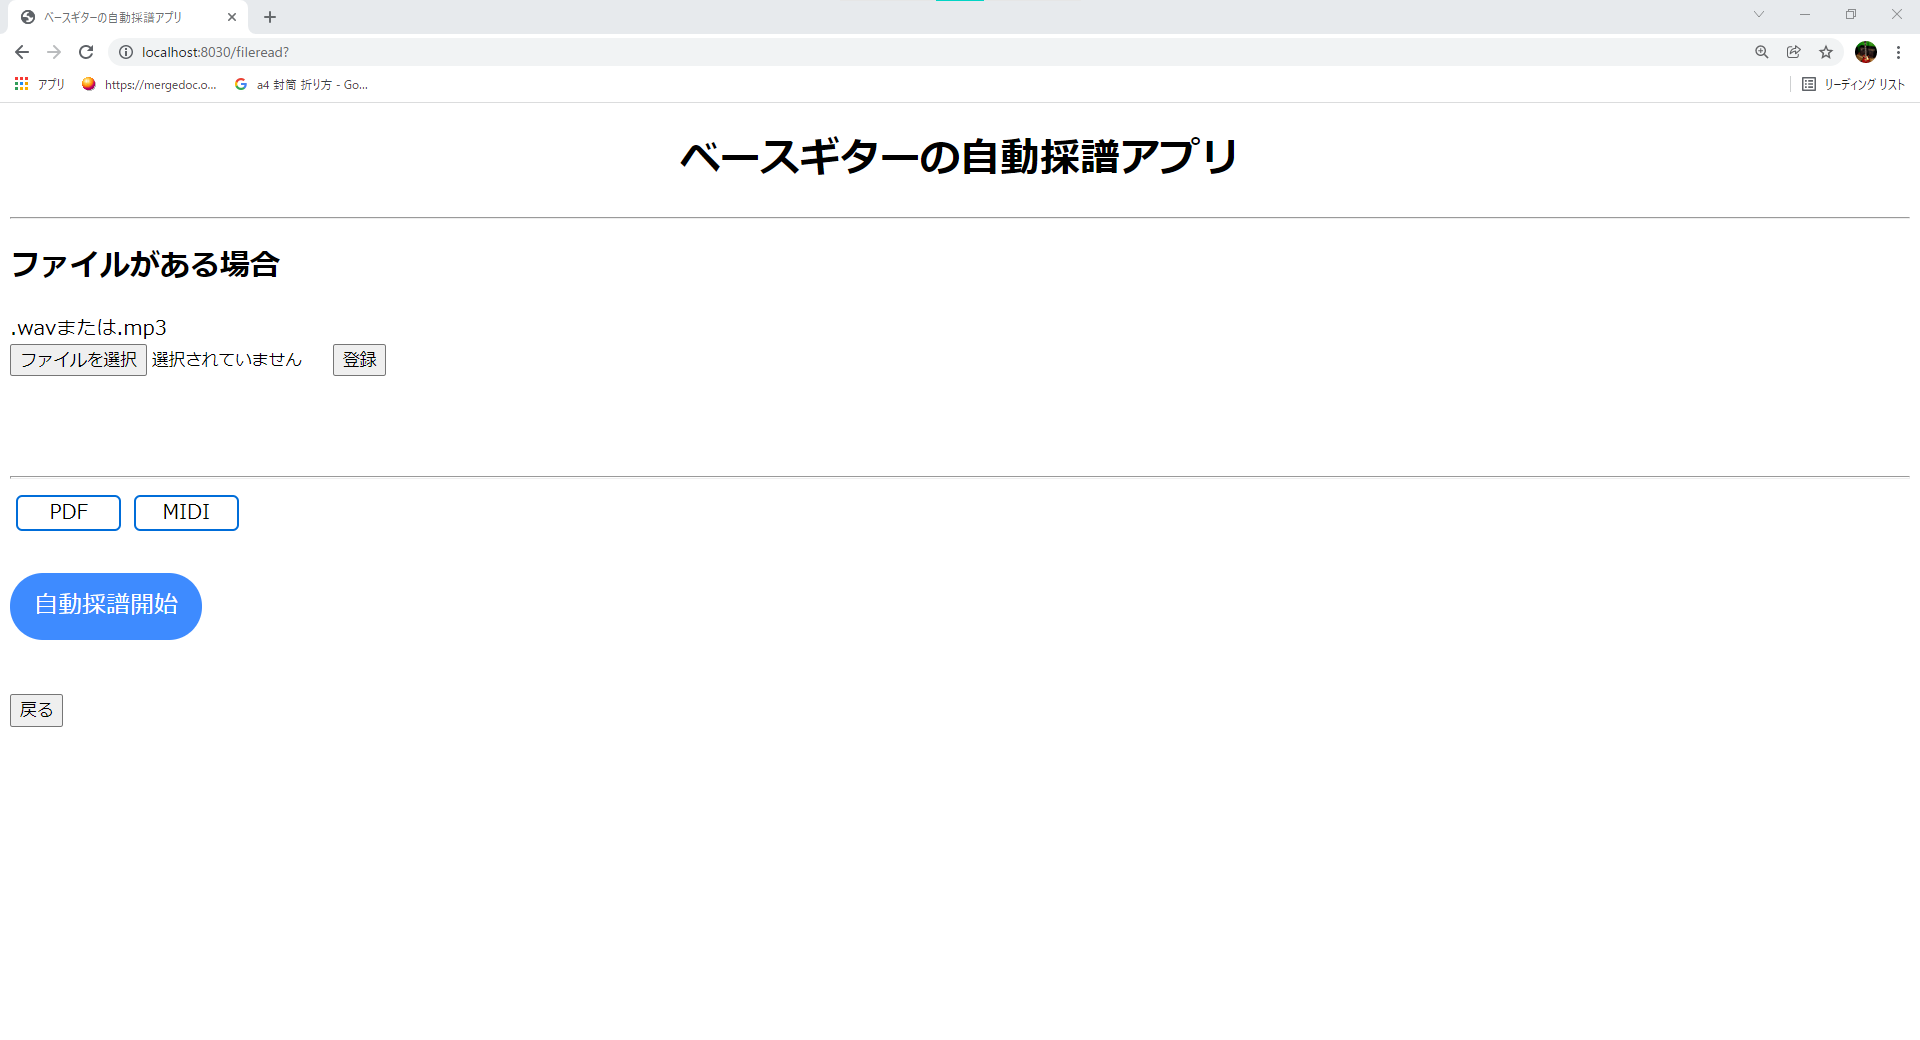 ベースギターの自動採譜アプリ
localhost:8030/fileread?
アプリ https://mergedoc.o... a4 封筒 折り方 - Go... リーディング リスト
ベースギターの自動採譜アプリ
ファイルがある場合
.wavまたは.mp3
ファイルを選択 選択されていません 登録
PDF MIDI
自動採譜開始
戻る